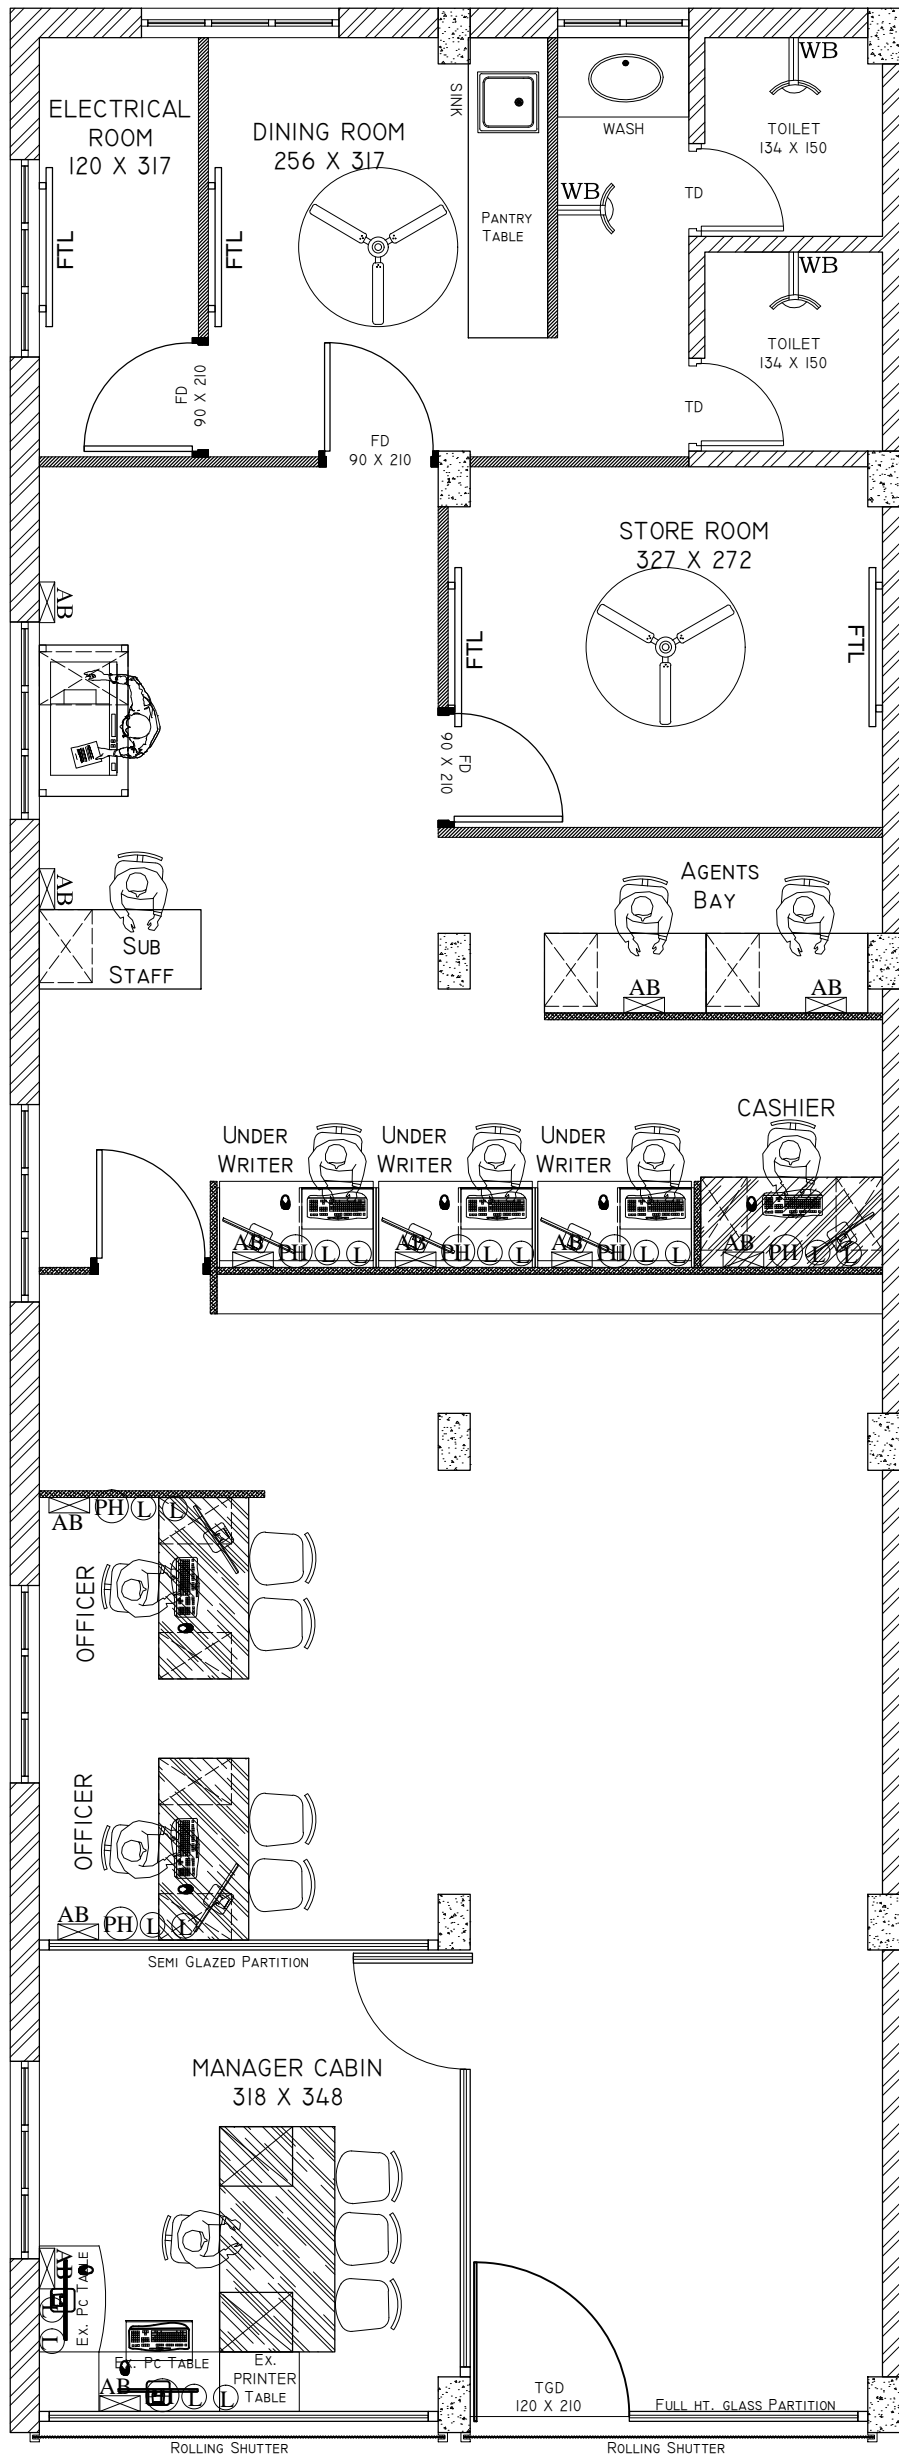 WB
SINK
ELECTRICAL
ROOM
120 X 317
DINING ROOM
256 X 317
WASH
TOILET
134 X 150
WB
TD
PANTRY
TABLE
FTL
FTL
WB
TOILET
134 X 150
FD
90 X 210
TD
FD
90 X 210
STORE ROOM
327 X 272
AB
FTL
FTL
FD
90 X 210
AB
AGENTS
BAY
SUB
STAFF
AB
AB
CASHIER
UNDER
WRITER
UNDER
WRITER
UNDER
WRITER
AB
PH
L
L
AB
PH
L
L
AB
PH
L
L
AB
PH
L
L
AB
PH
L
L
OFFICER
OFFICER
AB
PH
L
L
SEMI GLAZED PARTITION
MANAGER CABIN
318 X 348
AB
L
L
EX. PC TABLE
EX. PC TABLE
EX.
PRINTER
TABLE
AB
PH
L
L
TGD
120 X 210
FULL HT. GLASS PARTITION
ROLLING SHUTTER
ROLLING SHUTTER